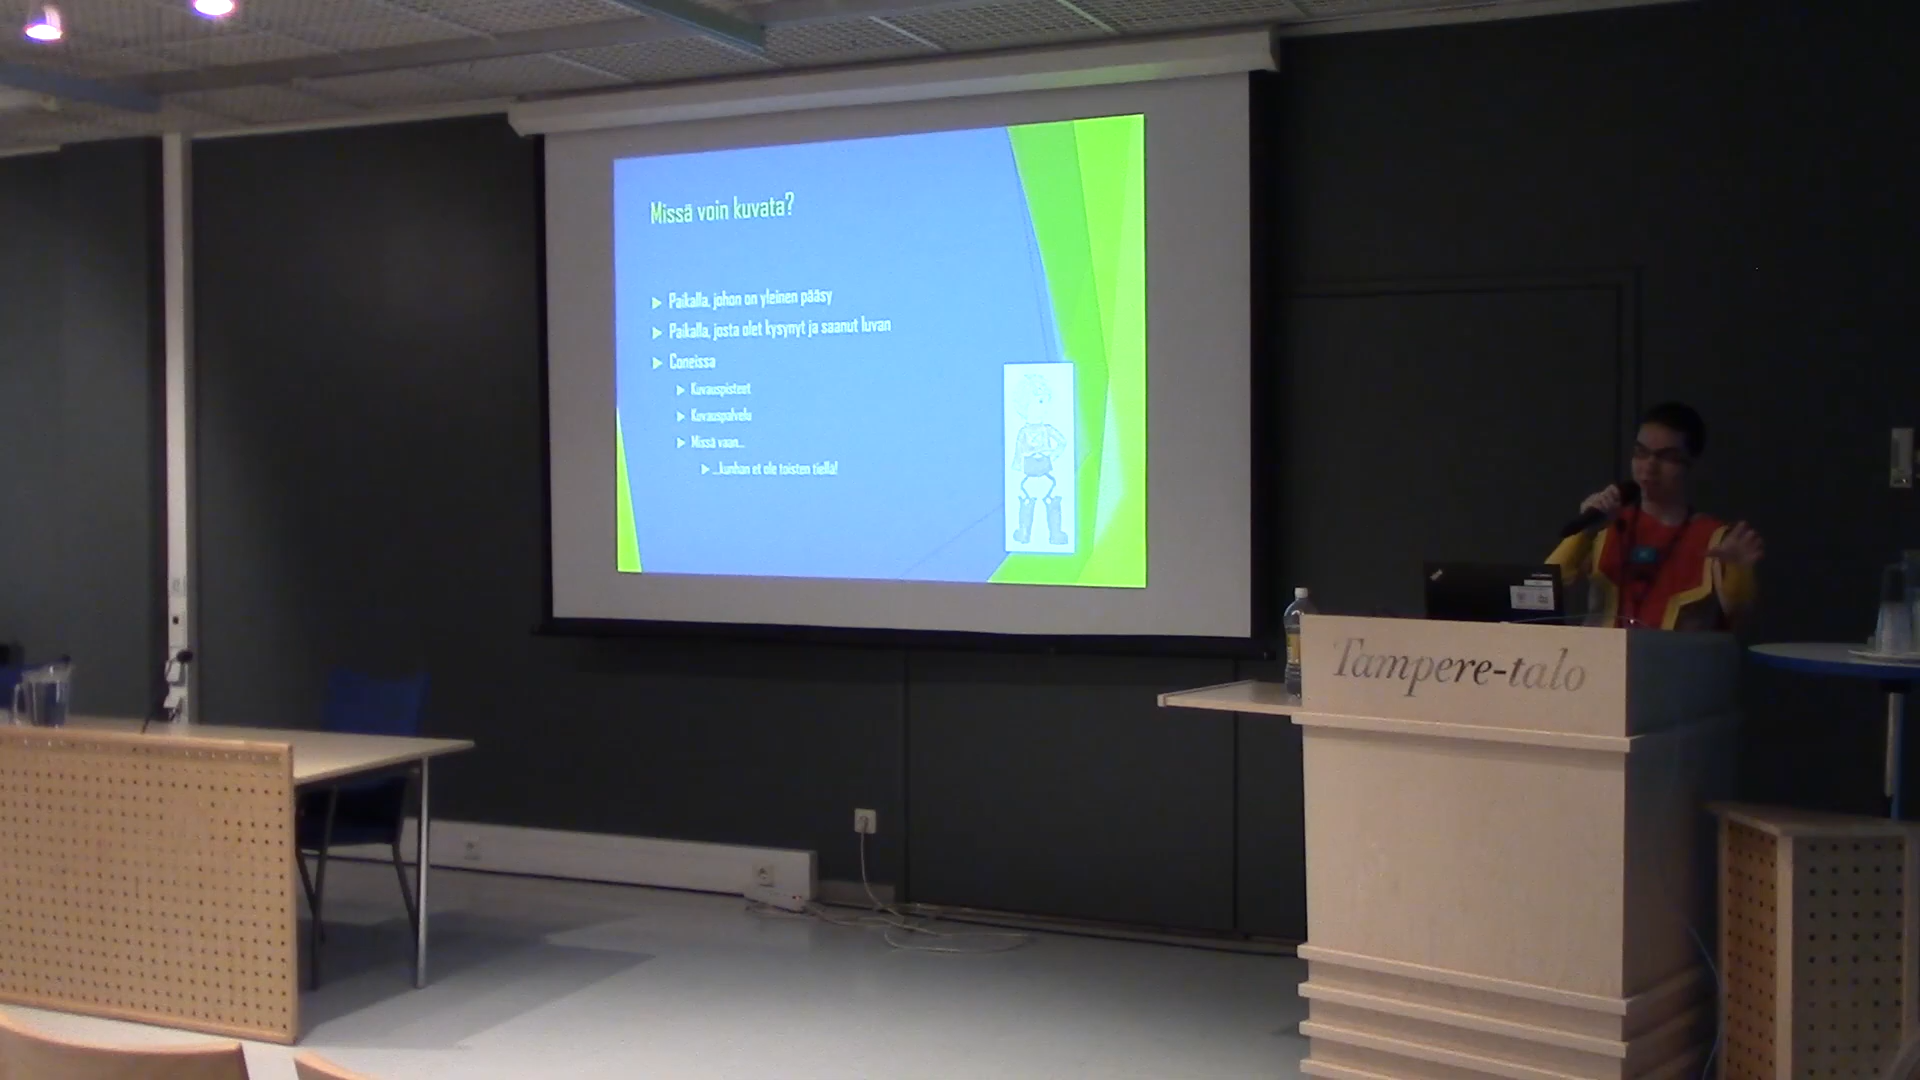 Missä voin kuvata?
Paikalla, johon on yleinen pääsy
Paikalla, josta olet kysynyt ja saanut luvan
Coneissa
Kuvauspisteet
Kuvauspalvelu
Missä vaan...
...kunhan et ole toisten tiellä!
Tampere-talo